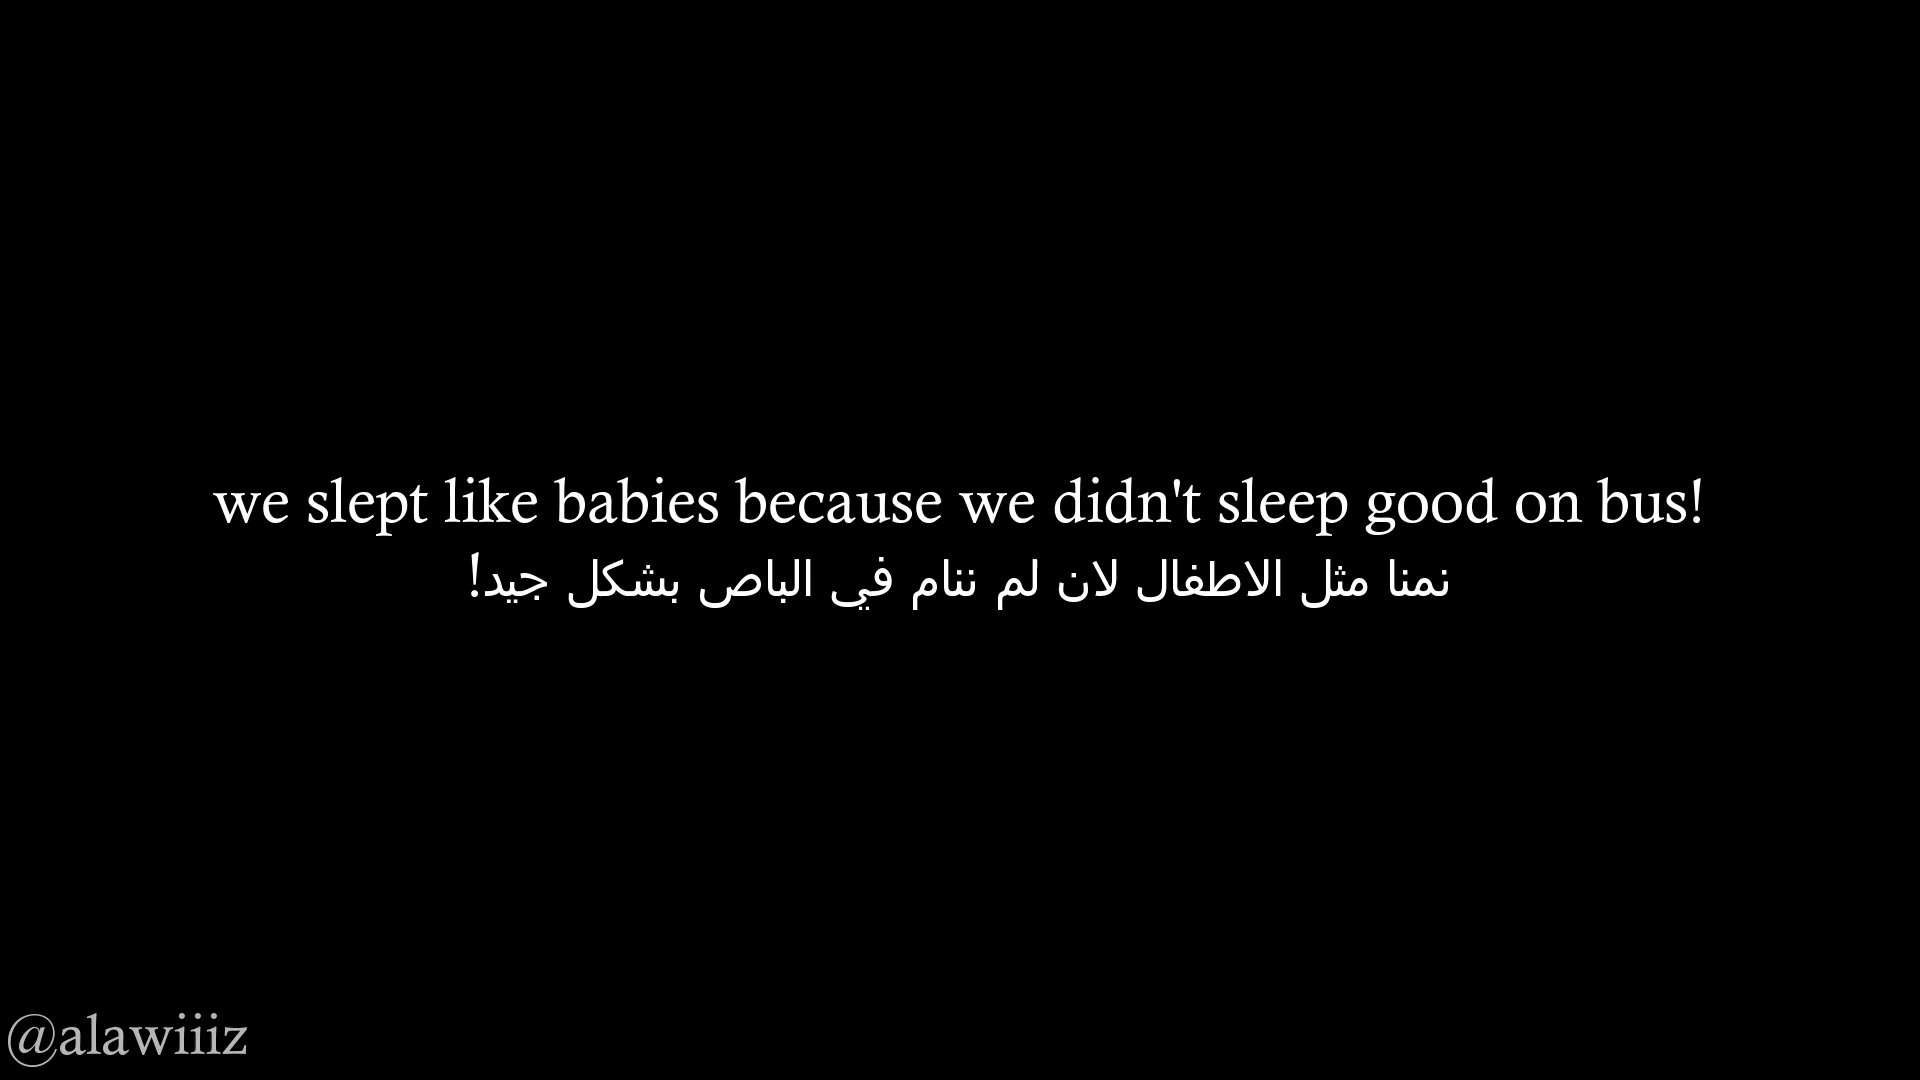 we slept like babies because we didn't sleep good on bus!
نمنا مثل الاطفال لان لم ننام في الباص بشكل جيد!
@alawiiiz